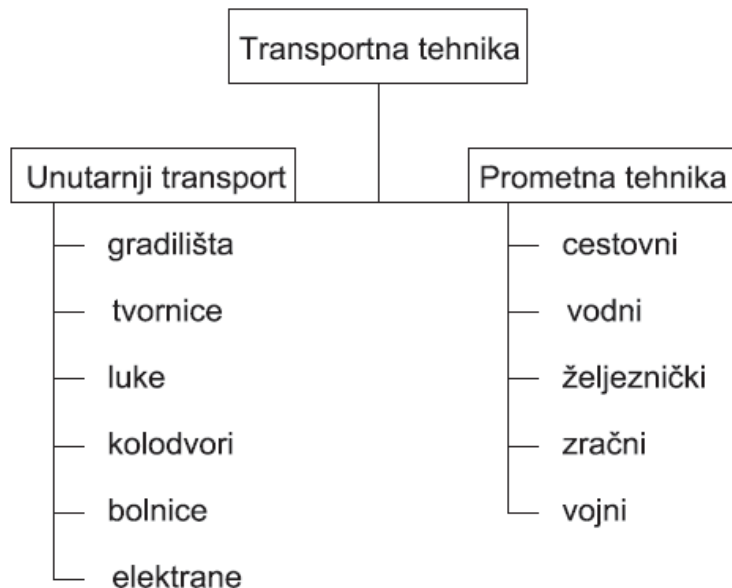 Transportna tehnika
Unutarnji transport
gradilišta
tvornice
luke
kolodvori
bolnice
elektrane
Prometna tehnika
cestovni
vodni
željeznički
zračni
vojni